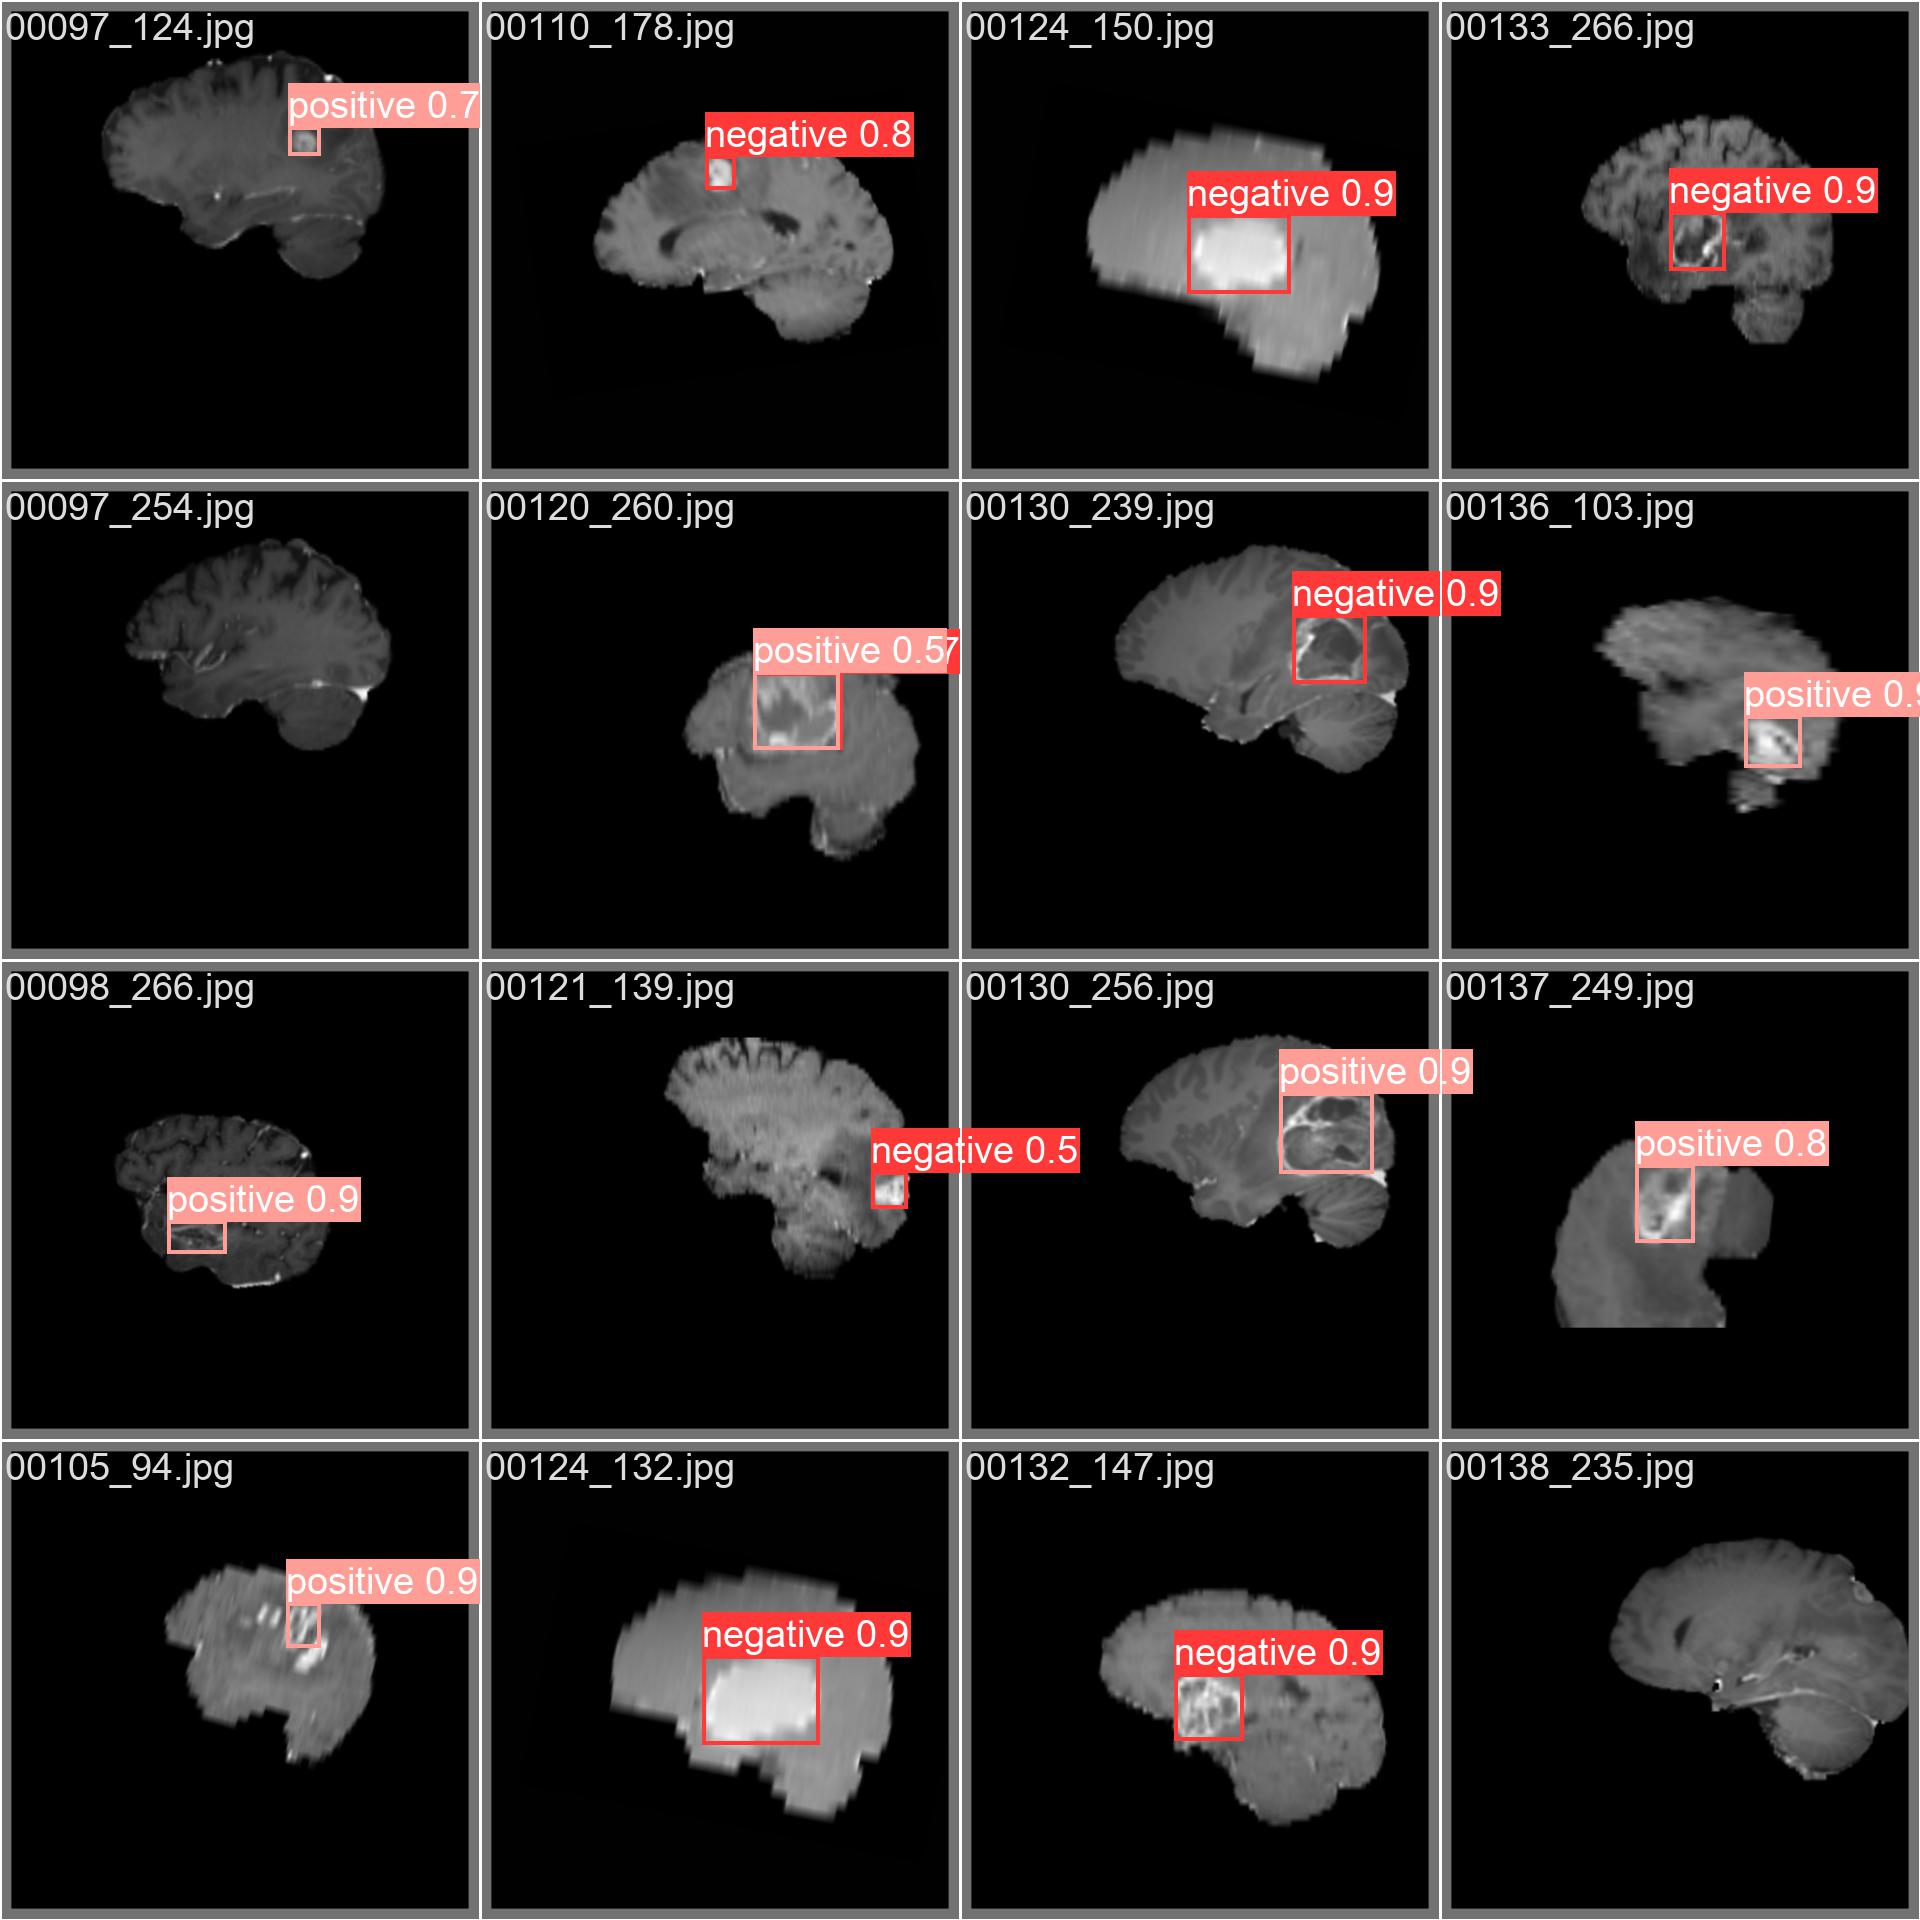 00097_124.jpg
positive 0.7
00110_178.jpg
negative 0.8
00124_150.jpg
negative 0.9
00133_266.jpg
negative 0.9
00097_254.jpg
00120_260.jpg
positive 0.5
7
00130_239.jpg
negative 0.9
00136_103.jpg
positive 0.9
00098_266.jpg
positive 0.9
00121_139.jpg
negative 0.5
00130_256.jpg
positive 0.9
00137_249.jpg
positive 0.8
00105_94.jpg
positive 0.9
00124_132.jpg
negative 0.9
00132_147.jpg
negative 0.9
00138_235.jpg